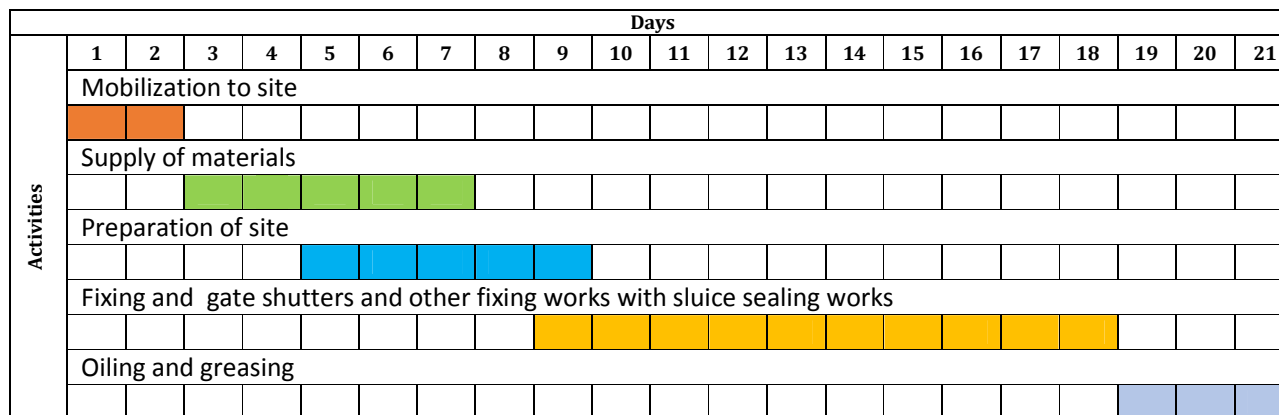 Days
1 2 3 4 5 6 7 8 9 10 11 12 13 14 15 16 17 18 19 20 21
Activities
Mobilization to site
Supply of materials
Preparation of site
Fixing and gate shutters and other fixing works with sluice sealing works
Oiling and greasing